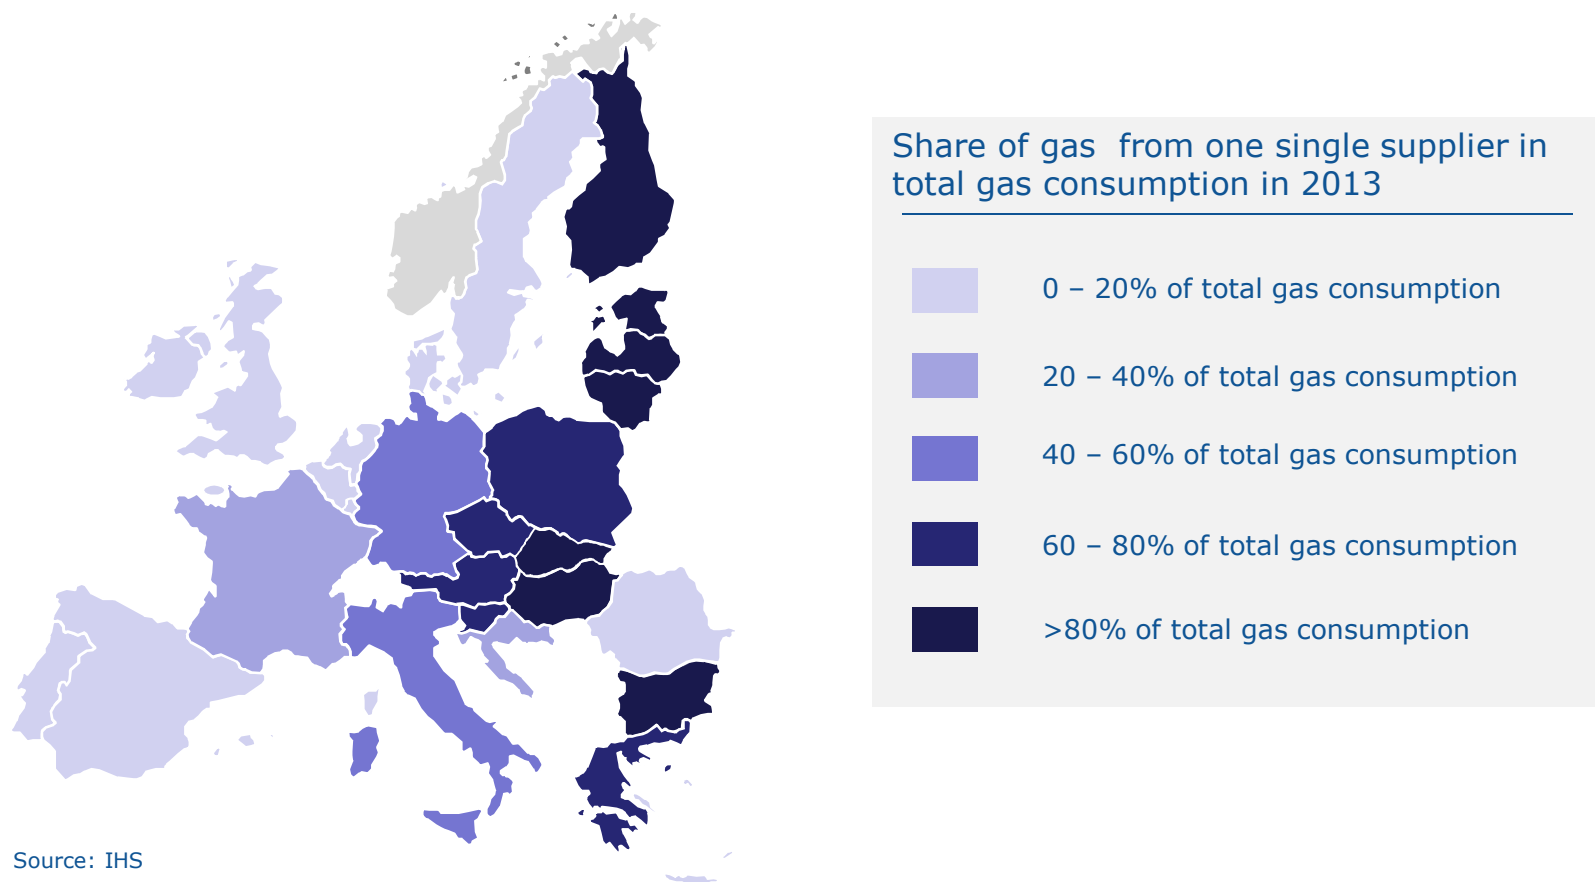 Share of gas  from one single supplier in
total gas consumption in 2013
0 – 20% of total gas consumption
20 – 40% of total gas consumption
40 – 60% of total gas consumption
60 – 80% of total gas consumption
>80% of total gas consumption
Source: IHS